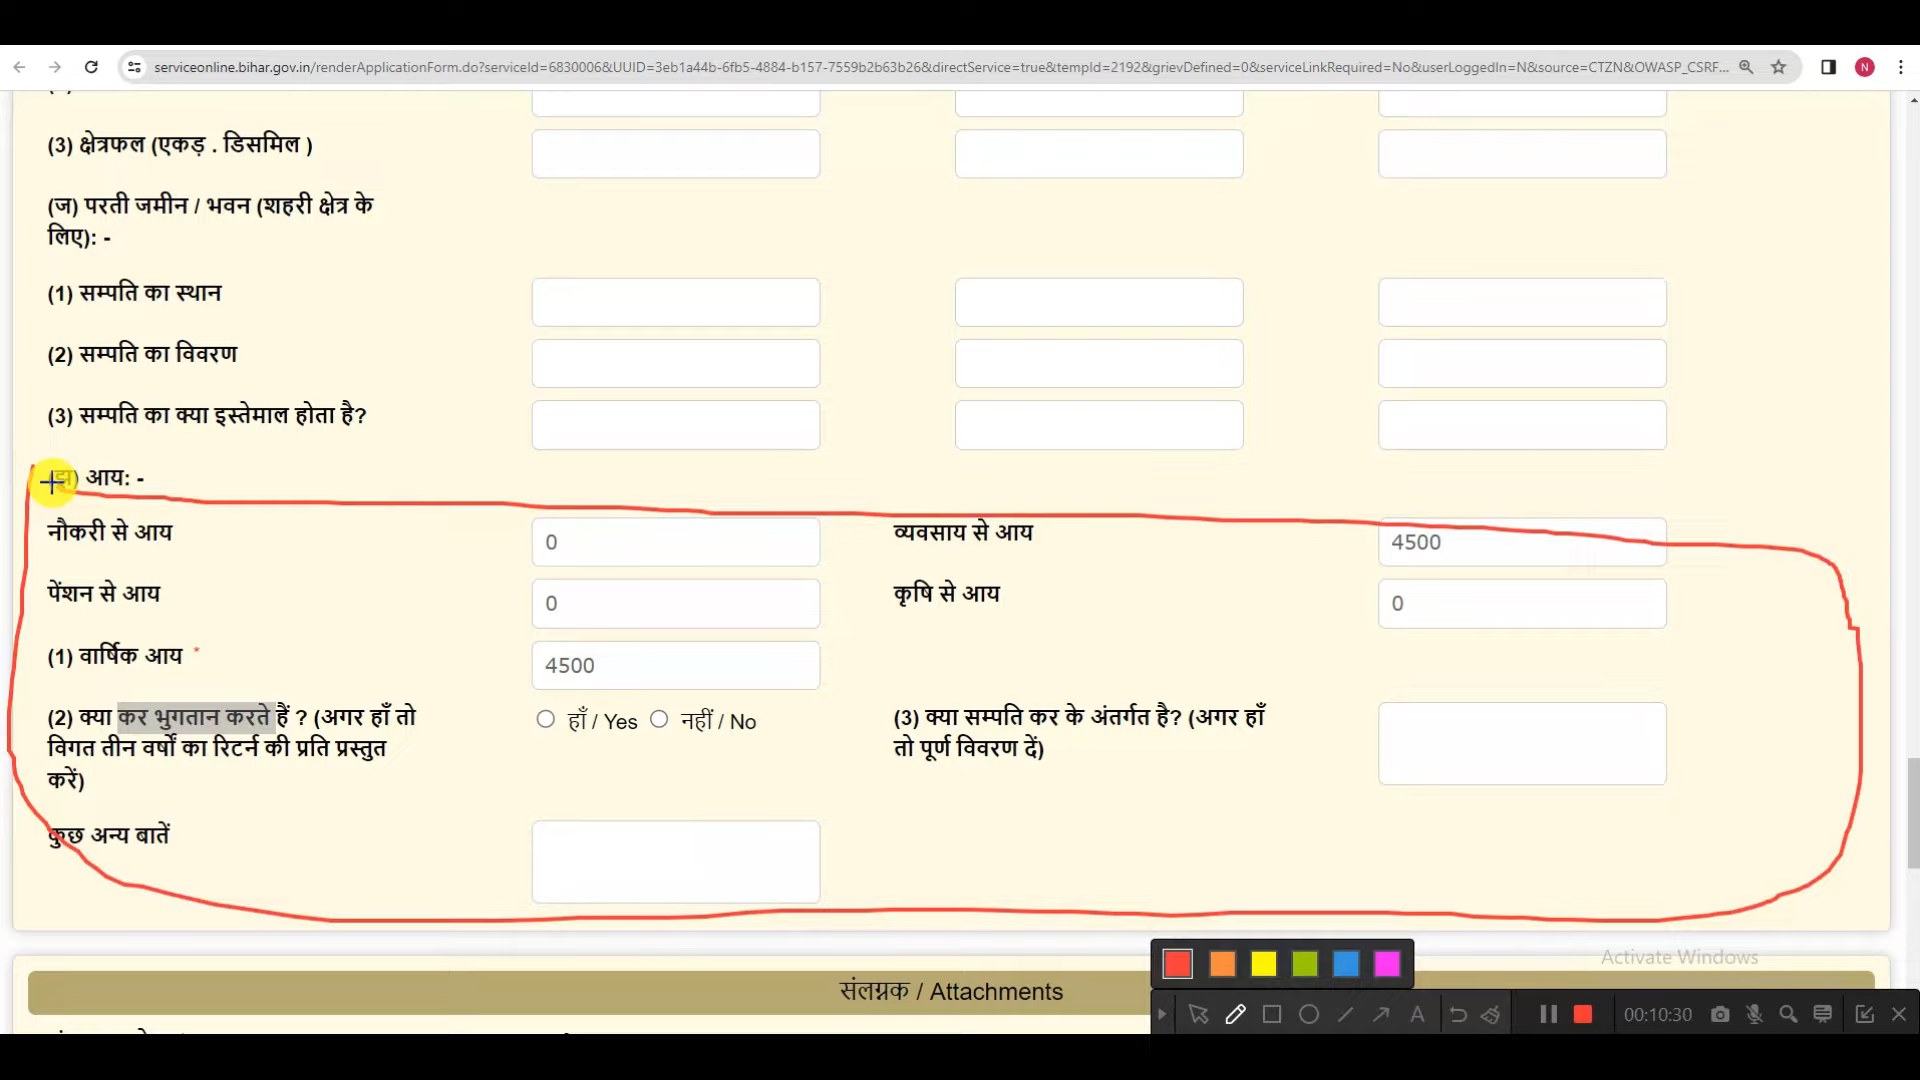 serviceonline.bihar.gov.in/renderApplicationForm.do?serviceId=6830006&UUID=3eb1a44b-6fb5-4884-b157-7559b2b63b26&directService=true&tempId=2192&grievDefined=0&serviceLinkRequired=No&userLoggedIn=N&source=CTZN&OWASP_CSRF... N
(3) क्षेत्रफल (एकड़ . डिसमिल )
(ज) परती जमीन / भवन (शहरी क्षेत्र के
लिए): -
(1) सम्पति का स्थान
(2) सम्पति का विवरण
(3) सम्पति का क्या इस्तेमाल होता है?
(झ) आय: -
नौकरी से आय 0 व्यवसाय से आय 4500
पेंशन से आय 0 कृषि से आय 0
(1) वार्षिक आय * 4500
(2) क्या कर भुगतान करते हैं ? (अगर हाँ तो
विगत तीन वर्षों का रिटर्न की प्रति प्रस्तुत
करें)
हाँ / Yes नहीं / No
(3) क्या सम्पति कर के अंतर्गत है? (अगर हाँ
तो पूर्ण विवरण दें)
कुछ अन्य बातें
Activate Windows
संलग्नक / Attachments
00:10:30